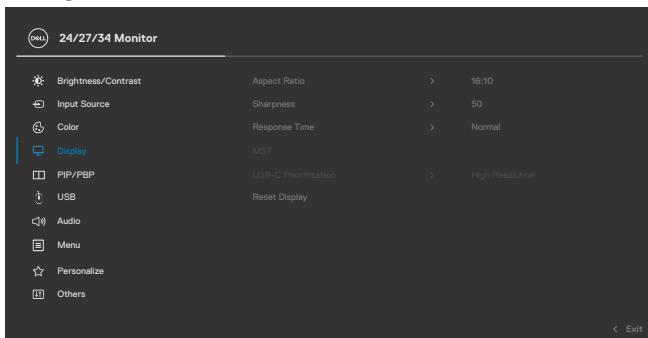 DELL 24/27/34 Monitor
Brightness/Contrast Aspect Ratio > 16:10
Input Source Sharpness > 50
Color Response Time > Normal
Display MST
PIP/PBP USB-C Prioritization > High Resolution
USB Reset Display
Audio
Menu
Personalize
Others
< Exit